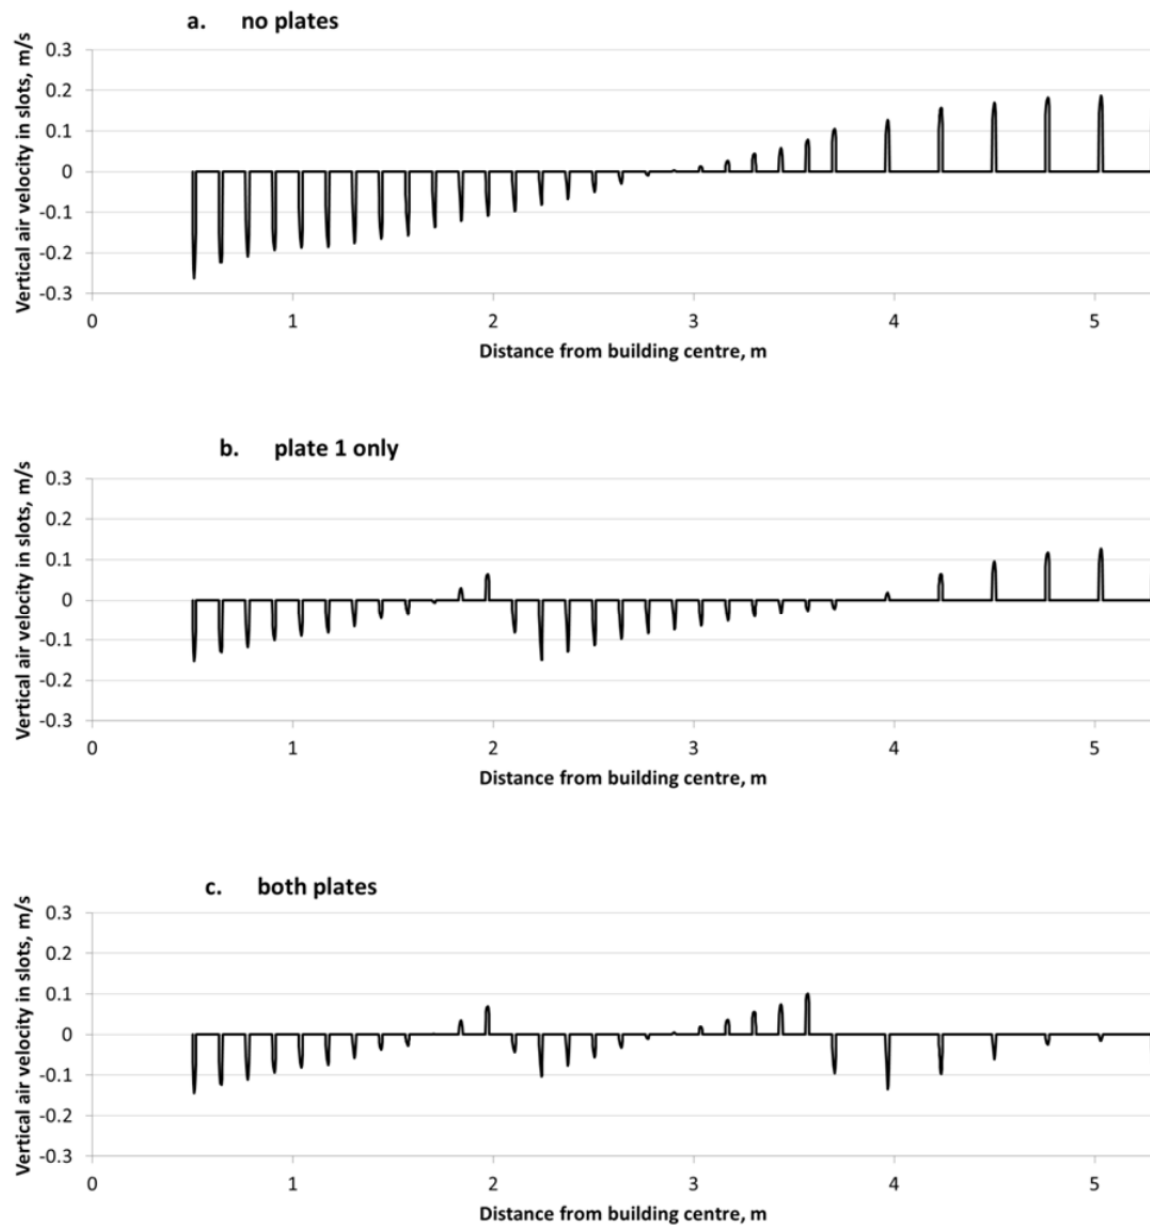 a. no plates
Vertical air velocity in slots, m/s
0.3
0.2
0.1
0
-0.1
-0.2
-0.3
0 1 2 3 4 5
Distance from building centre, m
b. plate 1 only
Vertical air velocity in slots, m/s
0.3
0.2
0.1
0
-0.1
-0.2
-0.3
0 1 2 3 4 5
Distance from building centre, m
c. both plates
Vertical air velocity in slots, m/s
0.3
0.2
0.1
0
-0.1
-0.2
-0.3
0 1 2 3 4 5
Distance from building centre, m